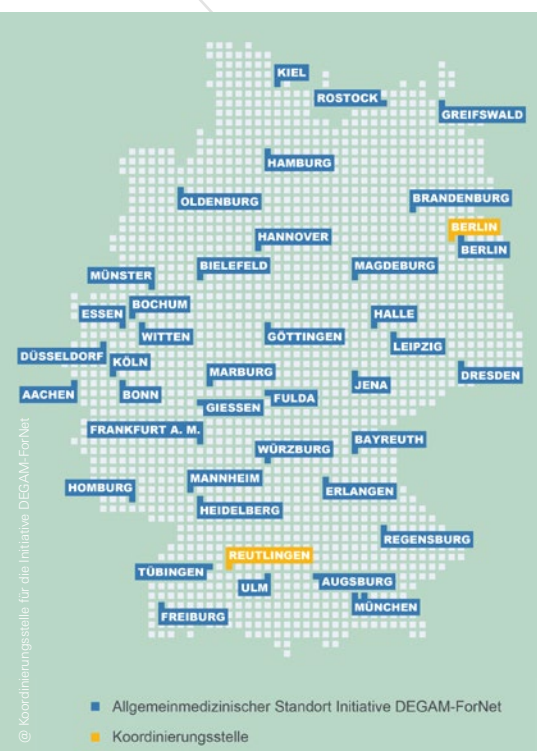 KIEL
ROSTOCK
GREIFSWALD
HAMBURG
OLDENBURG
BRANDENBURG
BERLIN
HANNOVER
BERLIN
BIELEFELD
MAGDEBURG
MÜNSTER
BOCHUM
ESSEN
HALLE
WITTEN
GÖTTINGEN
LEIPZIG
DÜSSELDORF
KÖLN
MARBURG
DRESDEN
JENA
AACHEN
BONN
FULDA
GIESSEN
FRANKFURT A. M.
BAYREUTH
WÜRZBURG
MANNHEIM
HOMBURG
ERLANGEN
HEIDELBERG
REGENSBURG
REUTLINGEN
TÜBINGEN
AUGSBURG
ULM
MÜNCHEN
FREIBURG
@ Koordinierungsstelle für die Initiative DEGAM-ForNet
Allgemeinmedizinischer Standort Initiative DEGAM-ForNet
Koordinierungsstelle